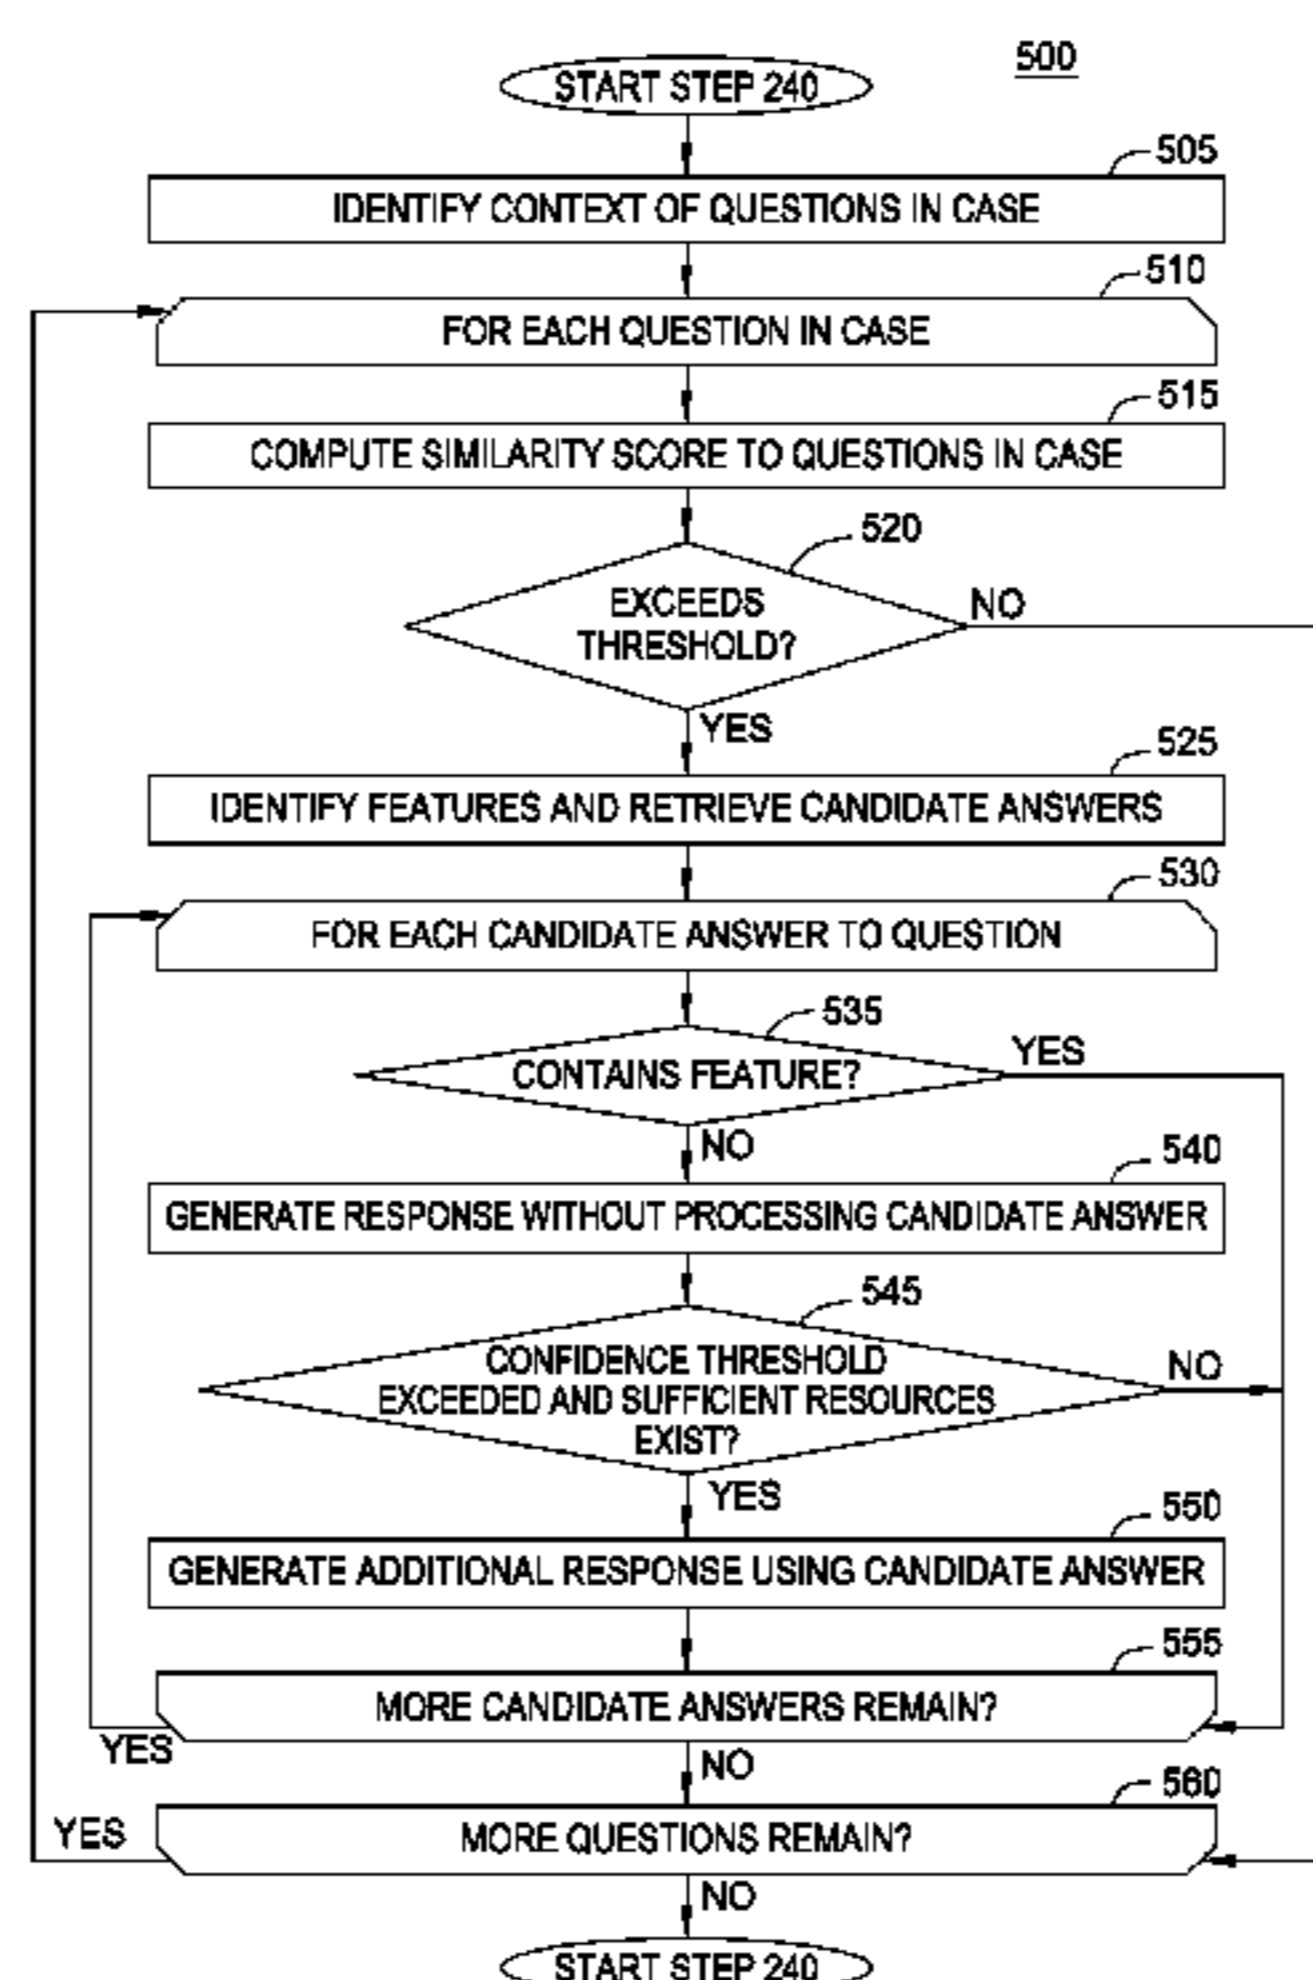 500
START STEP 240
505
IDENTIFY CONTEXT OF QUESTIONS IN CASE
510
FOR EACH QUESTION IN CASE
515
COMPUTE SIMILARITY SCORE TO QUESTIONS IN CASE
520
EXCEEDS
THRESHOLD?
NO
YES
525
IDENTIFY FEATURES AND RETRIEVE CANDIDATE ANSWERS
530
FOR EACH CANDIDATE ANSWER TO QUESTION
535
CONTAINS FEATURE?
YES
NO
540
GENERATE RESPONSE WITHOUT PROCESSING CANDIDATE ANSWER
545
CONFIDENCE THRESHOLD
EXCEEDED AND SUFFICIENT RESOURCES
EXIST?
NO
YES
550
GENERATE ADDITIONAL RESPONSE USING CANDIDATE ANSWER
555
MORE CANDIDATE ANSWERS REMAIN?
YES
NO
560
MORE QUESTIONS REMAIN?
YES
NO
START STEP 240